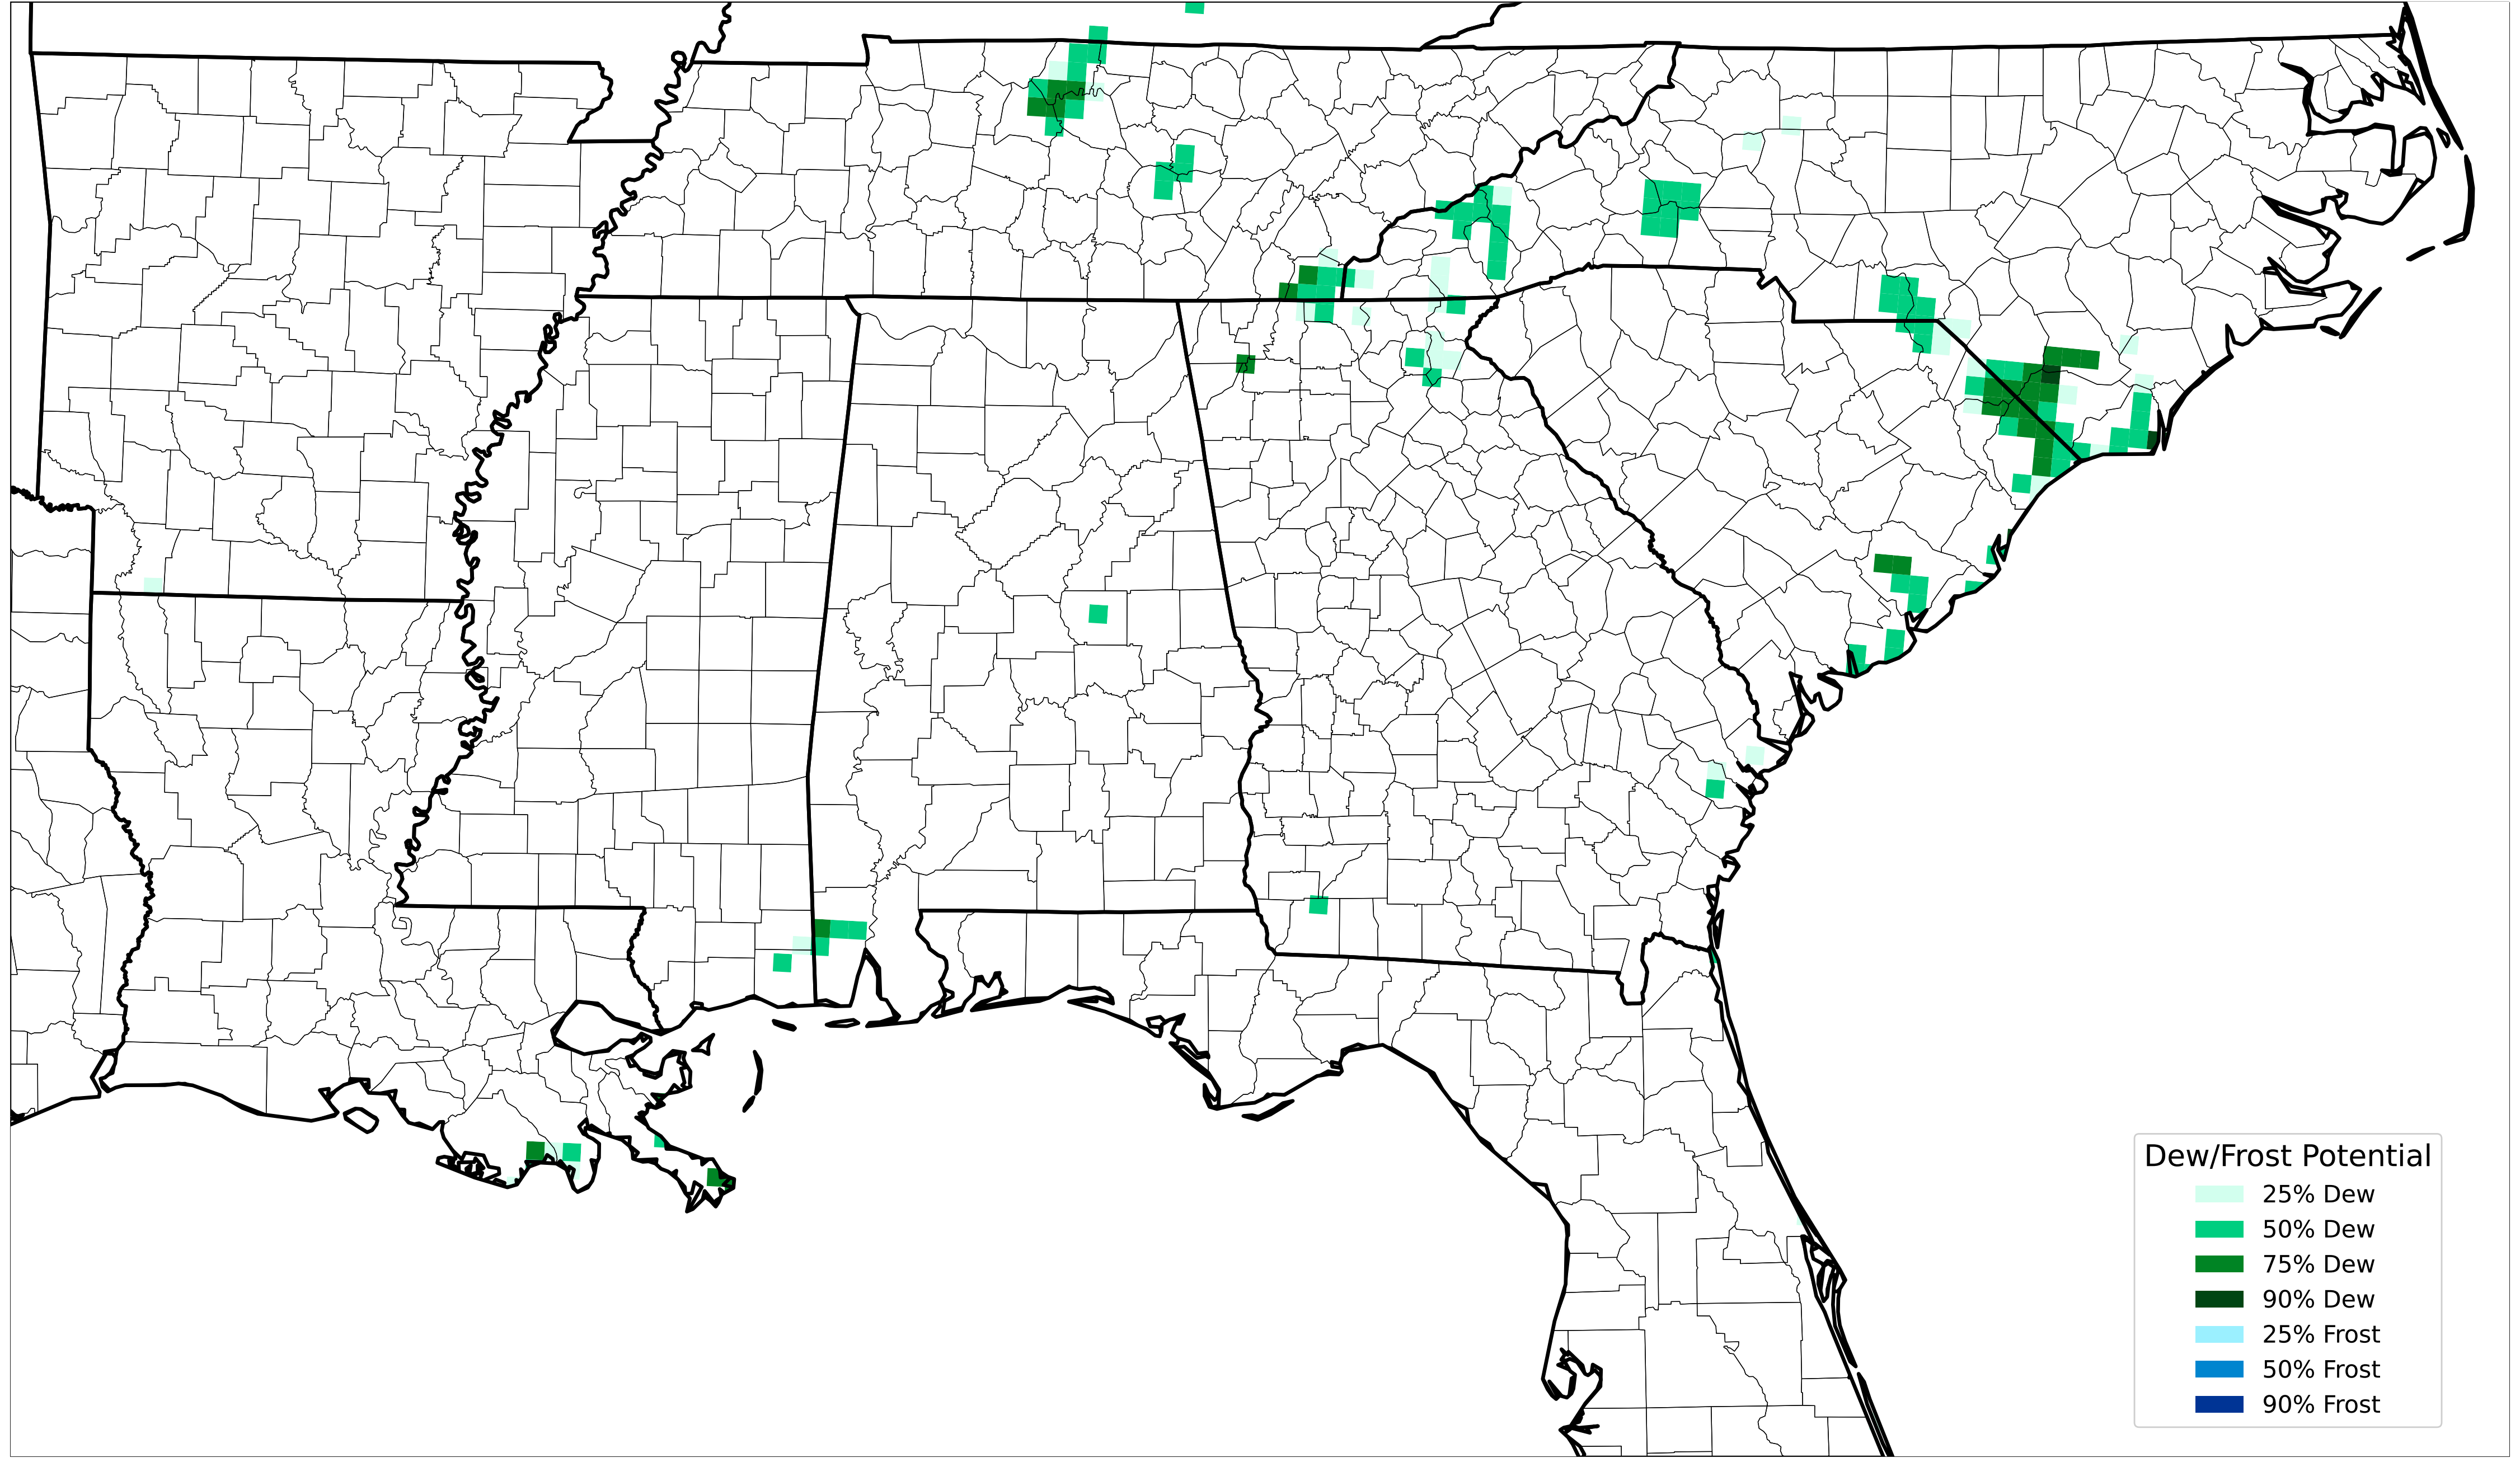 Dew/Frost Potential
25% Dew
50% Dew
75% Dew
90% Dew
25% Frost
50% Frost
90% Frost